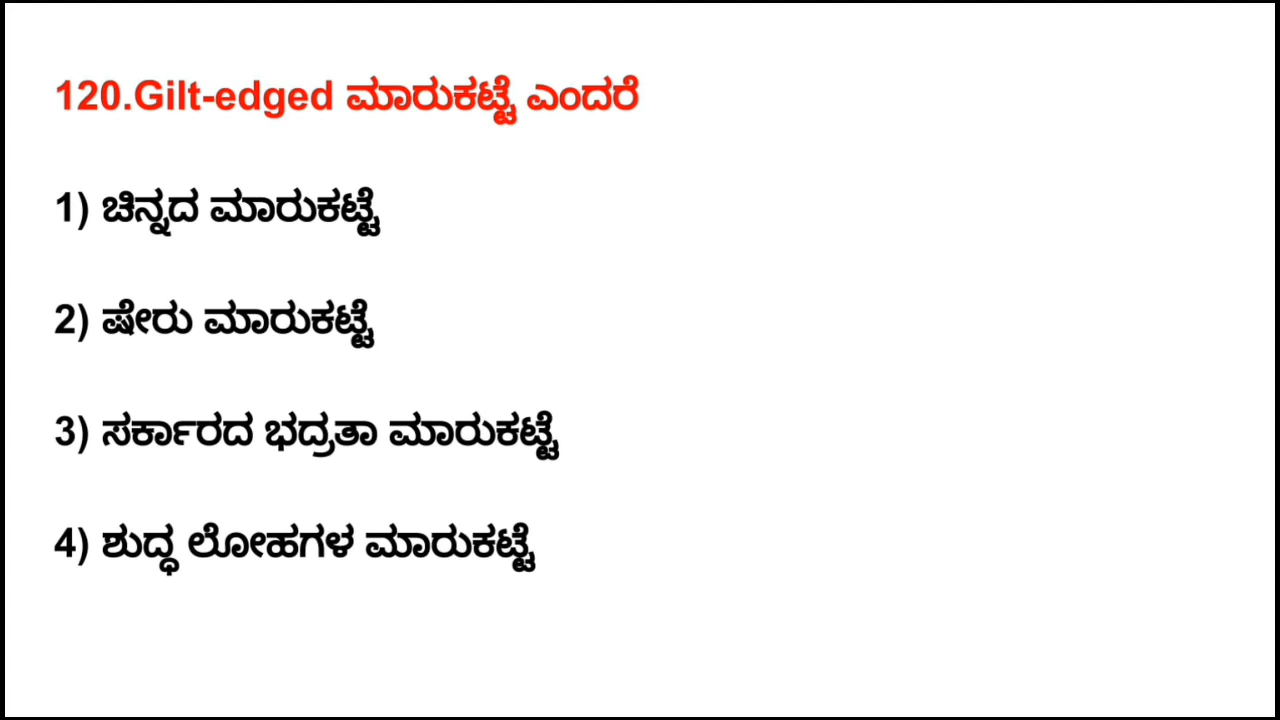 120.Gilt-edged ಮಾರುಕಟ್ಟೆ ಎಂದರೆ
1) ಚಿನ್ನದ ಮಾರುಕಟ್ಟೆ
2) ಷೇರು ಮಾರುಕಟ್ಟೆ
3) ಸರ್ಕಾರದ ಭದ್ರತಾ ಮಾರುಕಟ್ಟೆ
4) ಶುದ್ಧ ಲೋಹಗಳ ಮಾರುಕಟ್ಟೆ